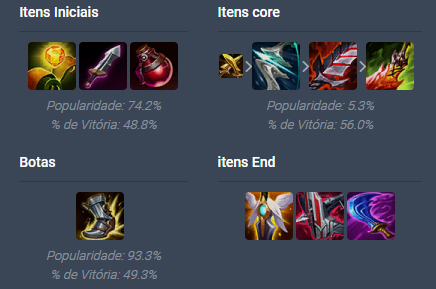 Itens Iniciais
Popularidade: 74.2%
% de Vitória: 48.8%
Itens core
Popularidade: 5.3%
% de Vitória: 56.0%
Botas
Popularidade: 93.3%
% de Vitória: 49.3%
itens End